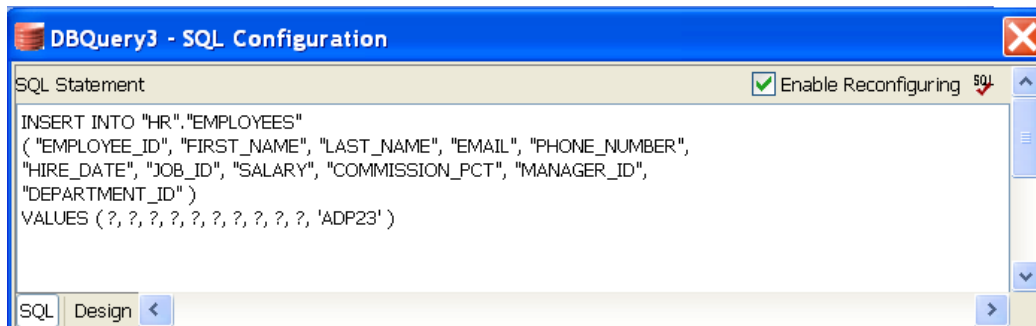 DBQuery3 - SQL Configuration
SQL Statement
Enable Reconfiguring SQL
INSERT INTO "HR"."EMPLOYEES"
( "EMPLOYEE_ID", "FIRST_NAME", "LAST_NAME", "EMAIL", "PHONE_NUMBER",
"HIRE_DATE", "JOB_ID", "SALARY", "COMMISSION_PCT", "MANAGER_ID",
"DEPARTMENT_ID" )
VALUES ( ?, ?, ?, ?, ?, ?, ?, ?, ?, ?, 'ADP23' )
SQL Design